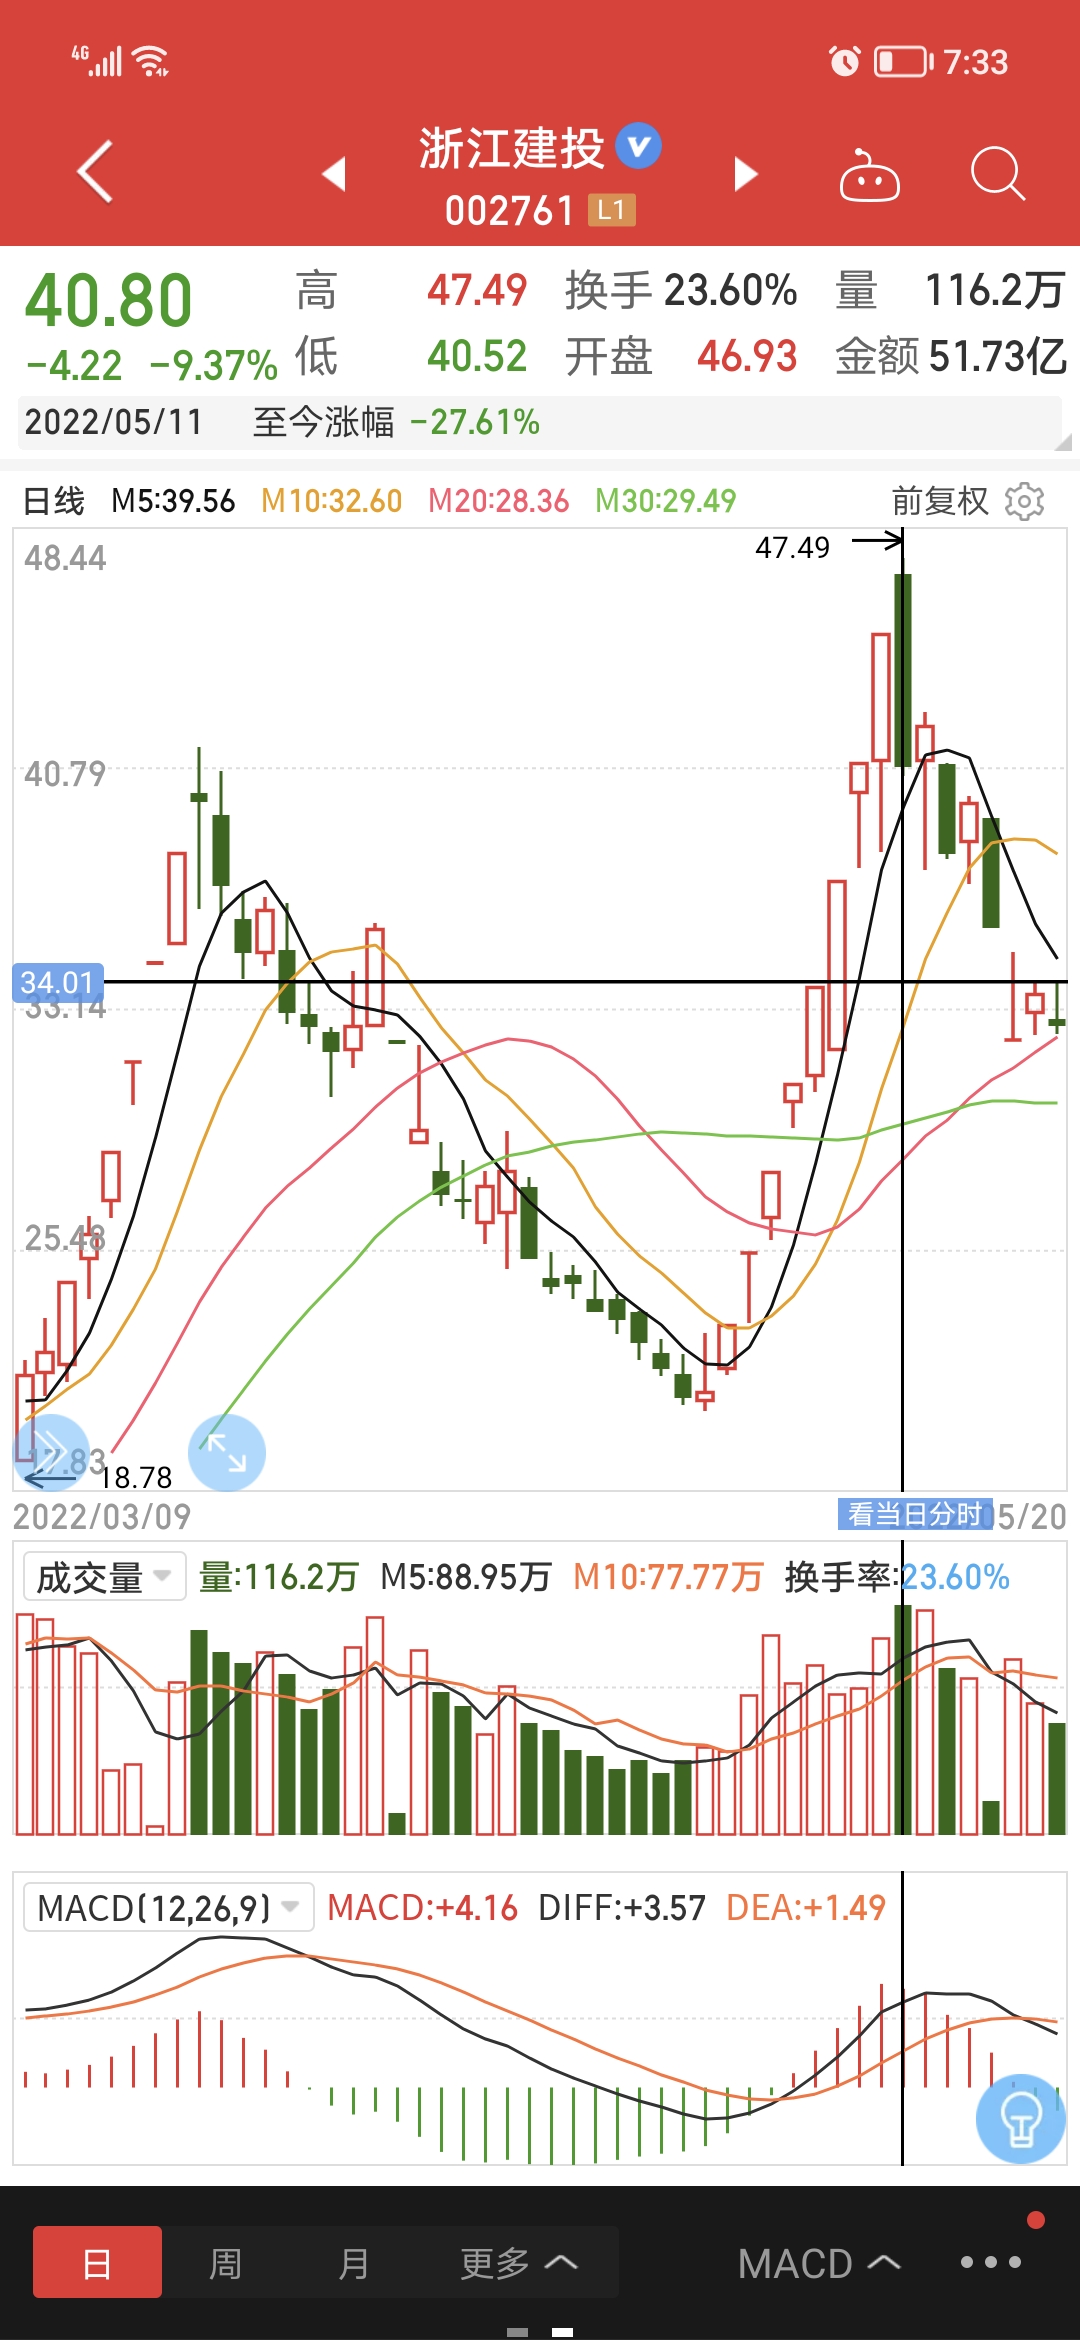 4G 7:33
浙江建投
002761 L1
40.80 高 47.49 换手 23.60% 量 116.2万
-4.22 -9.37% 低 40.52 开盘 46.93 金额 51.73亿
2022/05/11 至今涨幅 -27.61%
日线 M5:39.56 M10:32.60 M20:28.36 M30:29.49 前复权
48.44
47.49
40.79
34.01
33.14
25.48
17.83
18.78
2022/03/09 看当日分时 05/20
成交量 量:116.2万 M5:88.95万 M10:77.77万 换手率:23.60%
MACD(12,26,9) MACD:+4.16 DIFF:+3.57 DEA:+1.49
日 周 月 更多 MACD